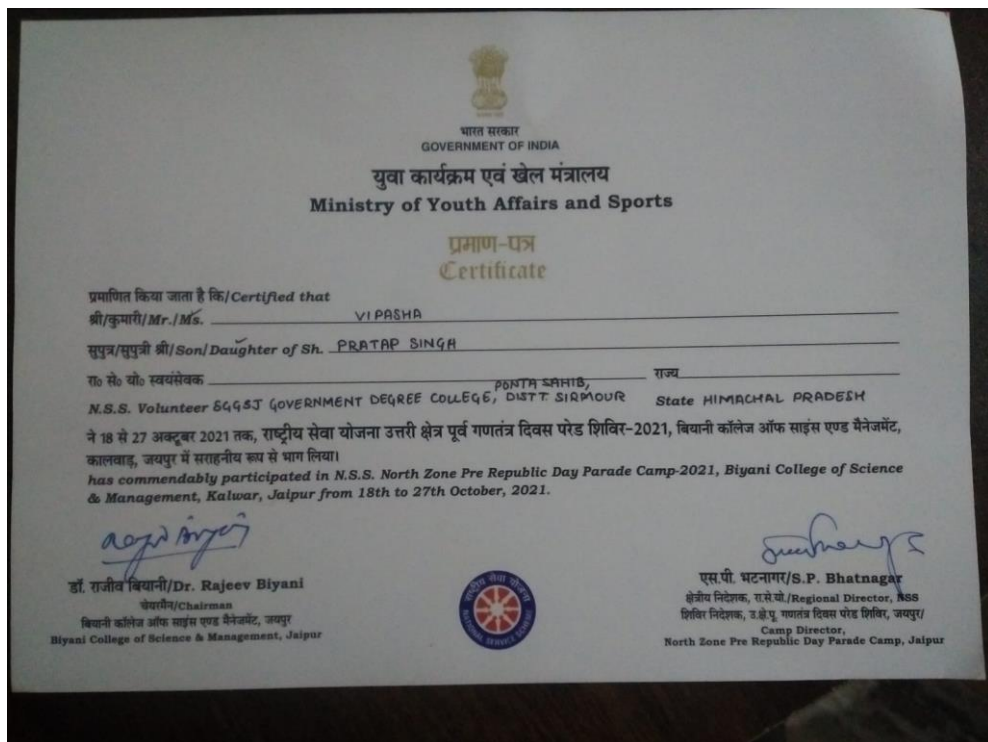 भारत सरकार
GOVERNMENT OF INDIA
युवा कार्यक्रम एवं खेल मंत्रालय
Ministry of Youth Affairs and Sports
प्रमाण-पत्र
Certificate
प्रमाणित किया जाता है कि/Certified that
श्री/कुमारी/Mr./Ms. VIPASHA
सुपुत्र/सुपुत्री श्री/Son/Daughter of Sh. PRATAP SINGH
रा० से० यो० स्वयंसेवक राज्य
PONTA SAHIB,
N.S.S. Volunteer SGGSJ GOVERNMENT DEGREE COLLEGE, DISTT SIRMOUR State HIMACHAL PRADESH
ने 18 से 27 अक्टूबर 2021 तक, राष्ट्रीय सेवा योजना उत्तरी क्षेत्र पूर्व गणतंत्र दिवस परेड शिविर-2021, बियानी कॉलेज ऑफ साइंस एण्ड मैनेजमेंट,
कालवाड़, जयपुर में सराहनीय रूप से भाग लिया।
has commendably participated in N.S.S. North Zone Pre Republic Day Parade Camp-2021, Biyani College of Science
& Management, Kalwar, Jaipur from 18th to 27th October, 2021.
डॉ. राजीव बियानी/Dr. Rajeev Biyani
चेयरमैन/Chairman
बियानी कॉलेज ऑफ साइंस एण्ड मैनेजमेंट, जयपुर
Biyani College of Science & Management, Jaipur
राष्ट्रीय सेवा योजना
NATIONAL SERVICE SCHEME
एस.पी. भटनागर/S.P. Bhatnagar
क्षेत्रीय निदेशक, रा.से.यो./Regional Director, NSS
शिविर निदेशक, उ.क्षे.पू. गणतंत्र दिवस परेड शिविर, जयपुर/
Camp Director,
North Zone Pre Republic Day Parade Camp, Jaipur